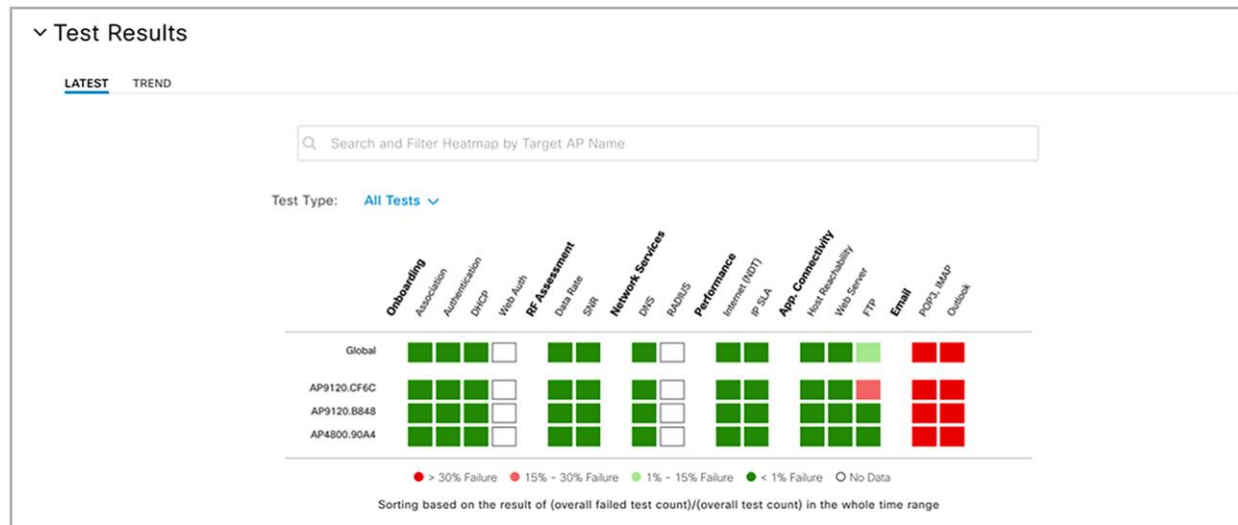 Test Results
LATEST TREND
Search and Filter Heatmap by Target AP Name
Test Type: All Tests
Onboarding
Association
Authentication
DHCP
Web Auth
RF Assessment
Data Rate
SNR
Network Services
DNS
RADIUS
Performance
Internet (NDT)
IP SLA
App. Connectivity
Host Reachability
Web Server
FTP
Email
POP3, IMAP
Outlook
Global
AP9120.CF6C
AP9120.B848
AP4800.90A4
> 30% Failure 15% - 30% Failure 1% - 15% Failure < 1% Failure No Data
Sorting based on the result of (overall failed test count)/(overall test count) in the whole time range